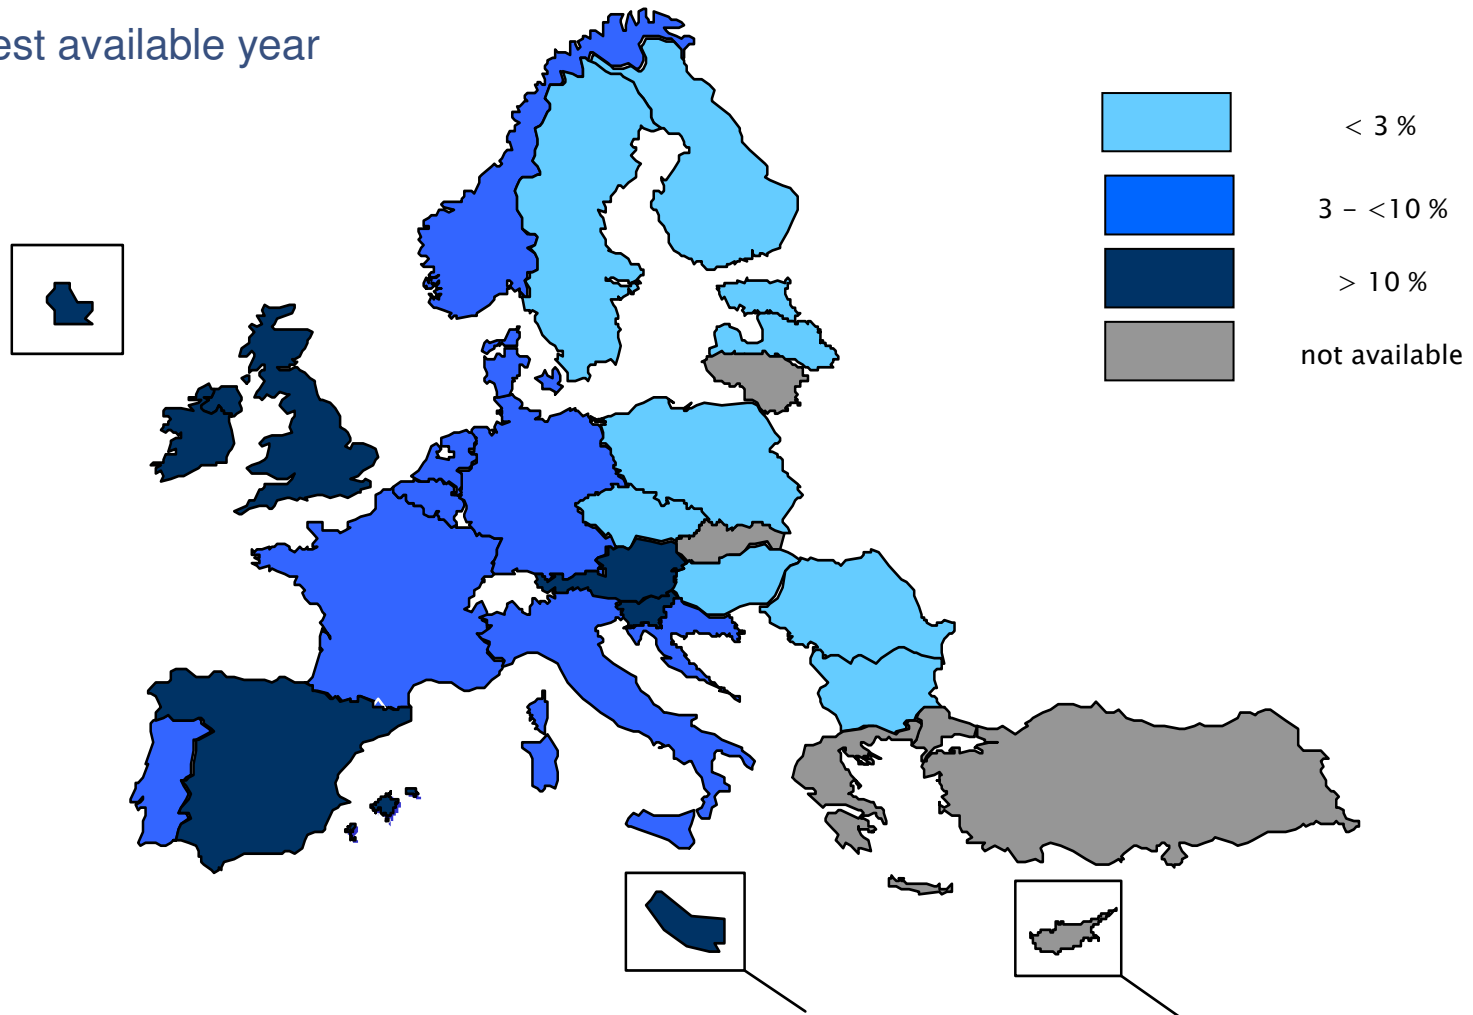 est available year
< 3 %
3 – <10 %
> 10 %
not available